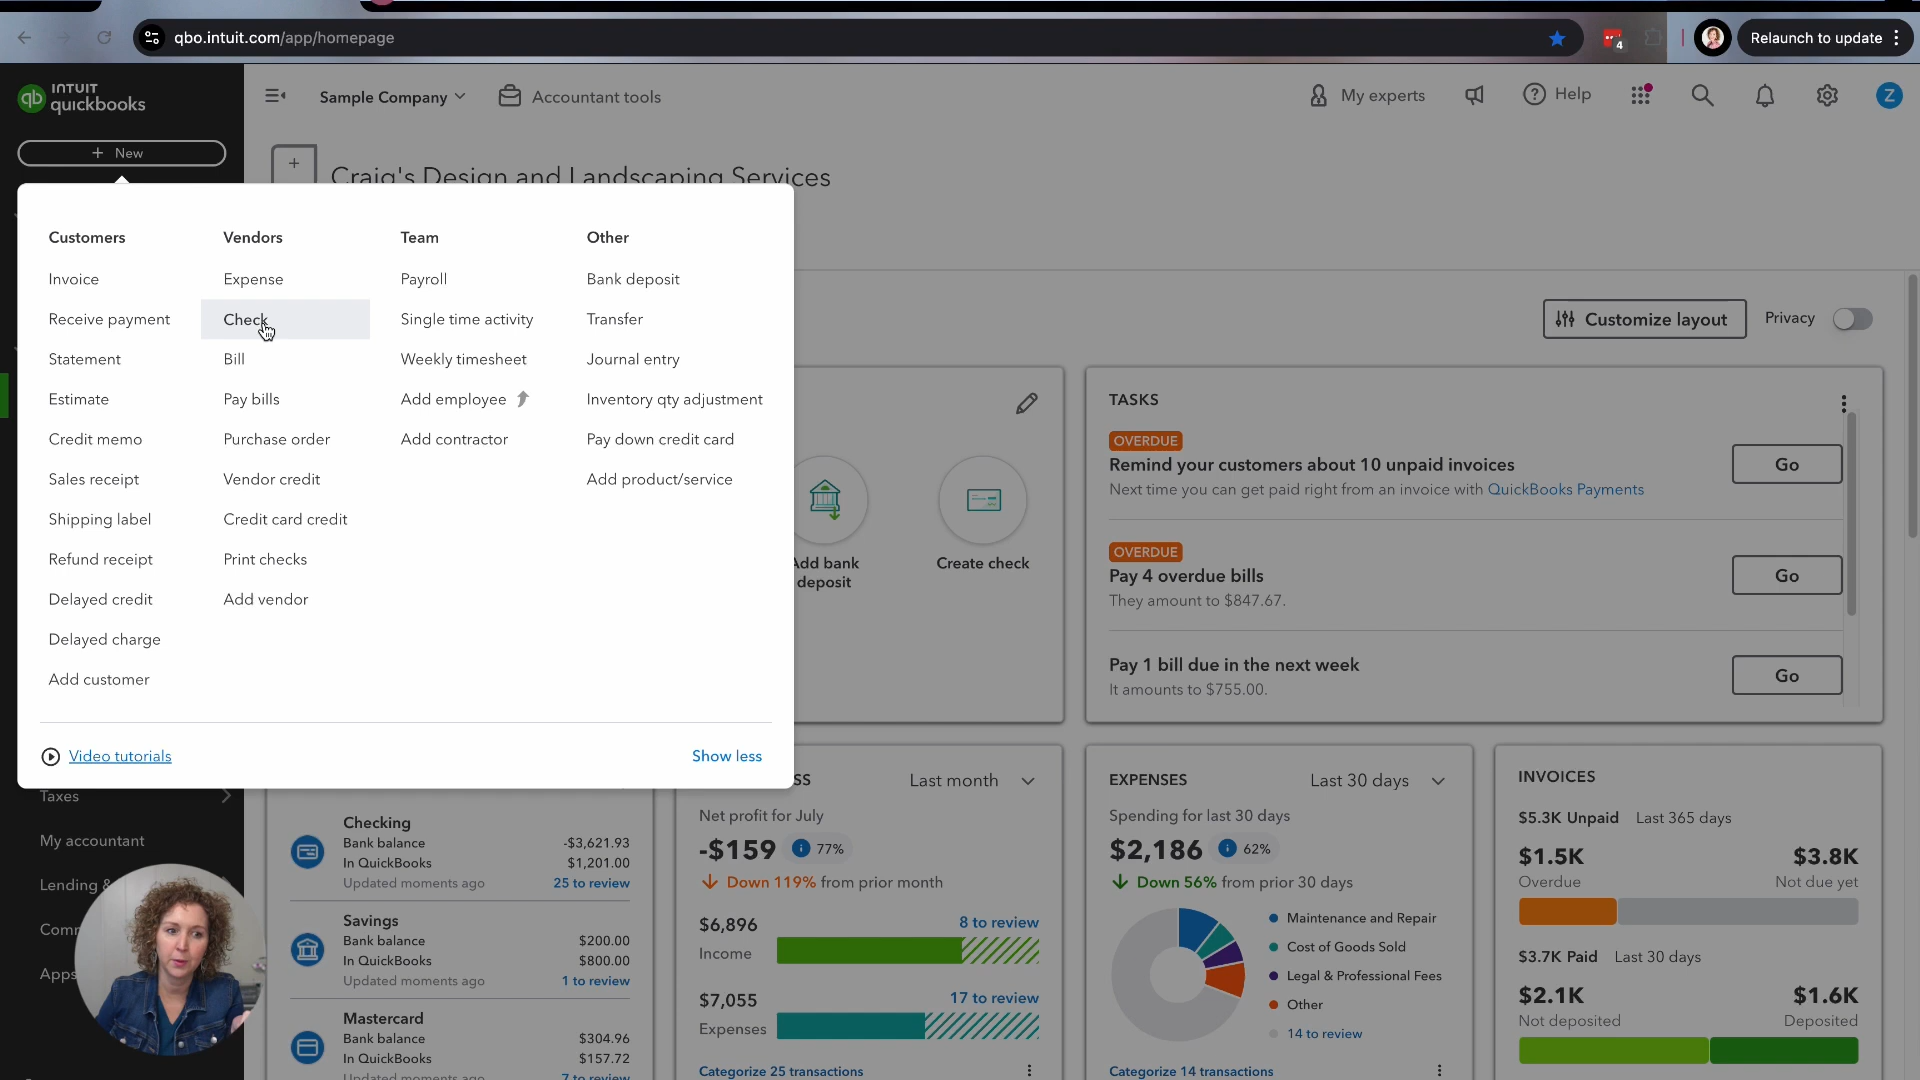 qbo.intuit.com/app/homepage
4
Relaunch to update
INTUIT
quickbooks
qb
Sample Company
Accountant tools
My experts
Help
Z
+ New
+
Craig's Design and Landscaping Services
Customers
Invoice
Receive payment
Statement
Estimate
Credit memo
Sales receipt
Shipping label
Refund receipt
Delayed credit
Delayed charge
Add customer
Vendors
Expense
Check
Bill
Pay bills
Purchase order
Vendor credit
Credit card credit
Print checks
Add vendor
Team
Payroll
Single time activity
Weekly timesheet
Add employee
Add contractor
Other
Bank deposit
Transfer
Journal entry
Inventory qty adjustment
Pay down credit card
Add product/service
Video tutorials
Show less
Customize layout
Privacy
Add bank
deposit
Create check
TASKS
OVERDUE
Remind your customers about 10 unpaid invoices
Next time you can get paid right from an invoice with QuickBooks Payments
Go
OVERDUE
Pay 4 overdue bills
They amount to $847.67.
Go
Pay 1 bill due in the next week
It amounts to $755.00.
Go
Taxes
My accountant
Lending &
Comm
Apps
Checking
Bank balance -$3,621.93
In QuickBooks $1,201.00
Updated moments ago 25 to review
Savings
Bank balance $200.00
In QuickBooks $800.00
Updated moments ago 1 to review
Mastercard
Bank balance $304.96
In QuickBooks $157.72
Updated moments ago 7 to review
SS
Last month
Net profit for July
-$159 77%
Down 119% from prior month
$6,896 8 to review
Income
$7,055 17 to review
Expenses
Categorize 25 transactions
EXPENSES
Last 30 days
Spending for last 30 days
$2,186 62%
Down 56% from prior 30 days
Maintenance and Repair
Cost of Goods Sold
Legal & Professional Fees
Other
14 to review
Categorize 14 transactions
INVOICES
$5.3K Unpaid Last 365 days
$1.5K $3.8K
Overdue Not due yet
$3.7K Paid Last 30 days
$2.1K $1.6K
Not deposited Deposited